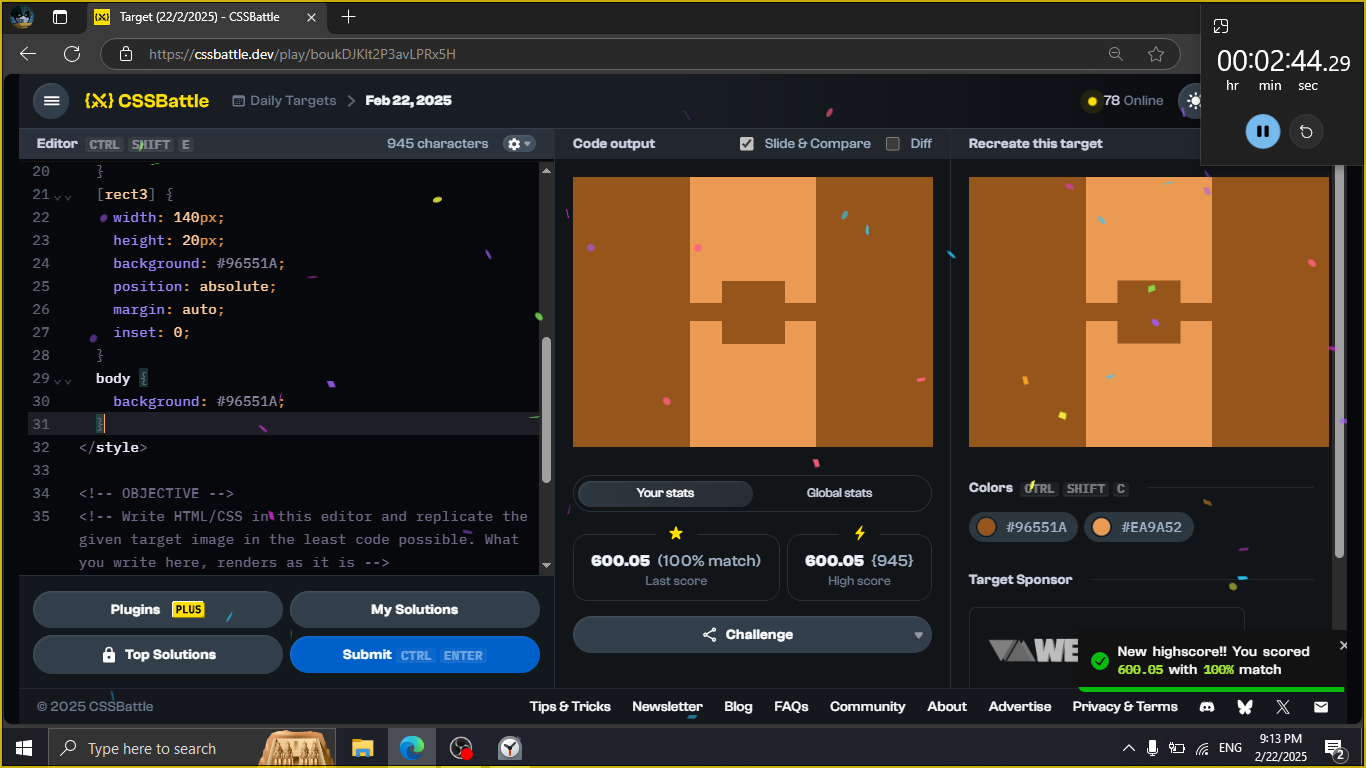 Target (22/2/2025) - CSSBattle
https://cssbattle.dev/play/boukDJKlt2P3avLPRx5H
00:02:44.29
hr min sec
{X} CSSBattle
Daily Targets > Feb 22, 2025
78 Online
Editor CTRL SHIFT E 945 characters
Code output Slide & Compare Diff
Recreate this target
20 }
21 [rect3] {
22 width: 140px;
23 height: 20px;
24 background: #96551A;
25 position: absolute;
26 margin: auto;
27 inset: 0;
28 }
29 body {
30 background: #96551A;
31 }
32 </style>
33
34 <!-- OBJECTIVE -->
35 <!-- Write HTML/CSS in this editor and replicate the
given target image in the least code possible. What
you write here, renders as it is -->
Your stats Global stats
600.05 (100% match)
Last score
600.05 {945}
High score
Challenge
Colors CTRL SHIFT C
#96551A #EA9A52
Target Sponsor
WE
Plugins PLUS
My Solutions
Top Solutions
Submit CTRL ENTER
New highscore!! You scored
600.05 with 100% match
© 2025 CSSBattle
Tips & Tricks Newsletter Blog FAQs Community About Advertise Privacy & Terms
Type here to search
ENG
9:13 PM
2/22/2025
2